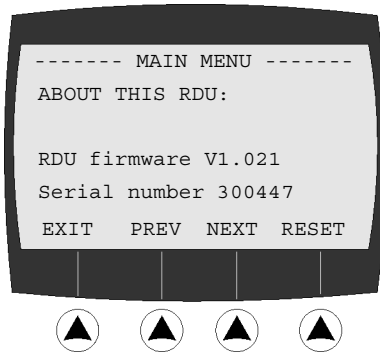 ------- MAIN MENU -------
ABOUT THIS RDU:
RDU firmware V1.021
Serial number 300447
EXIT PREV NEXT RESET